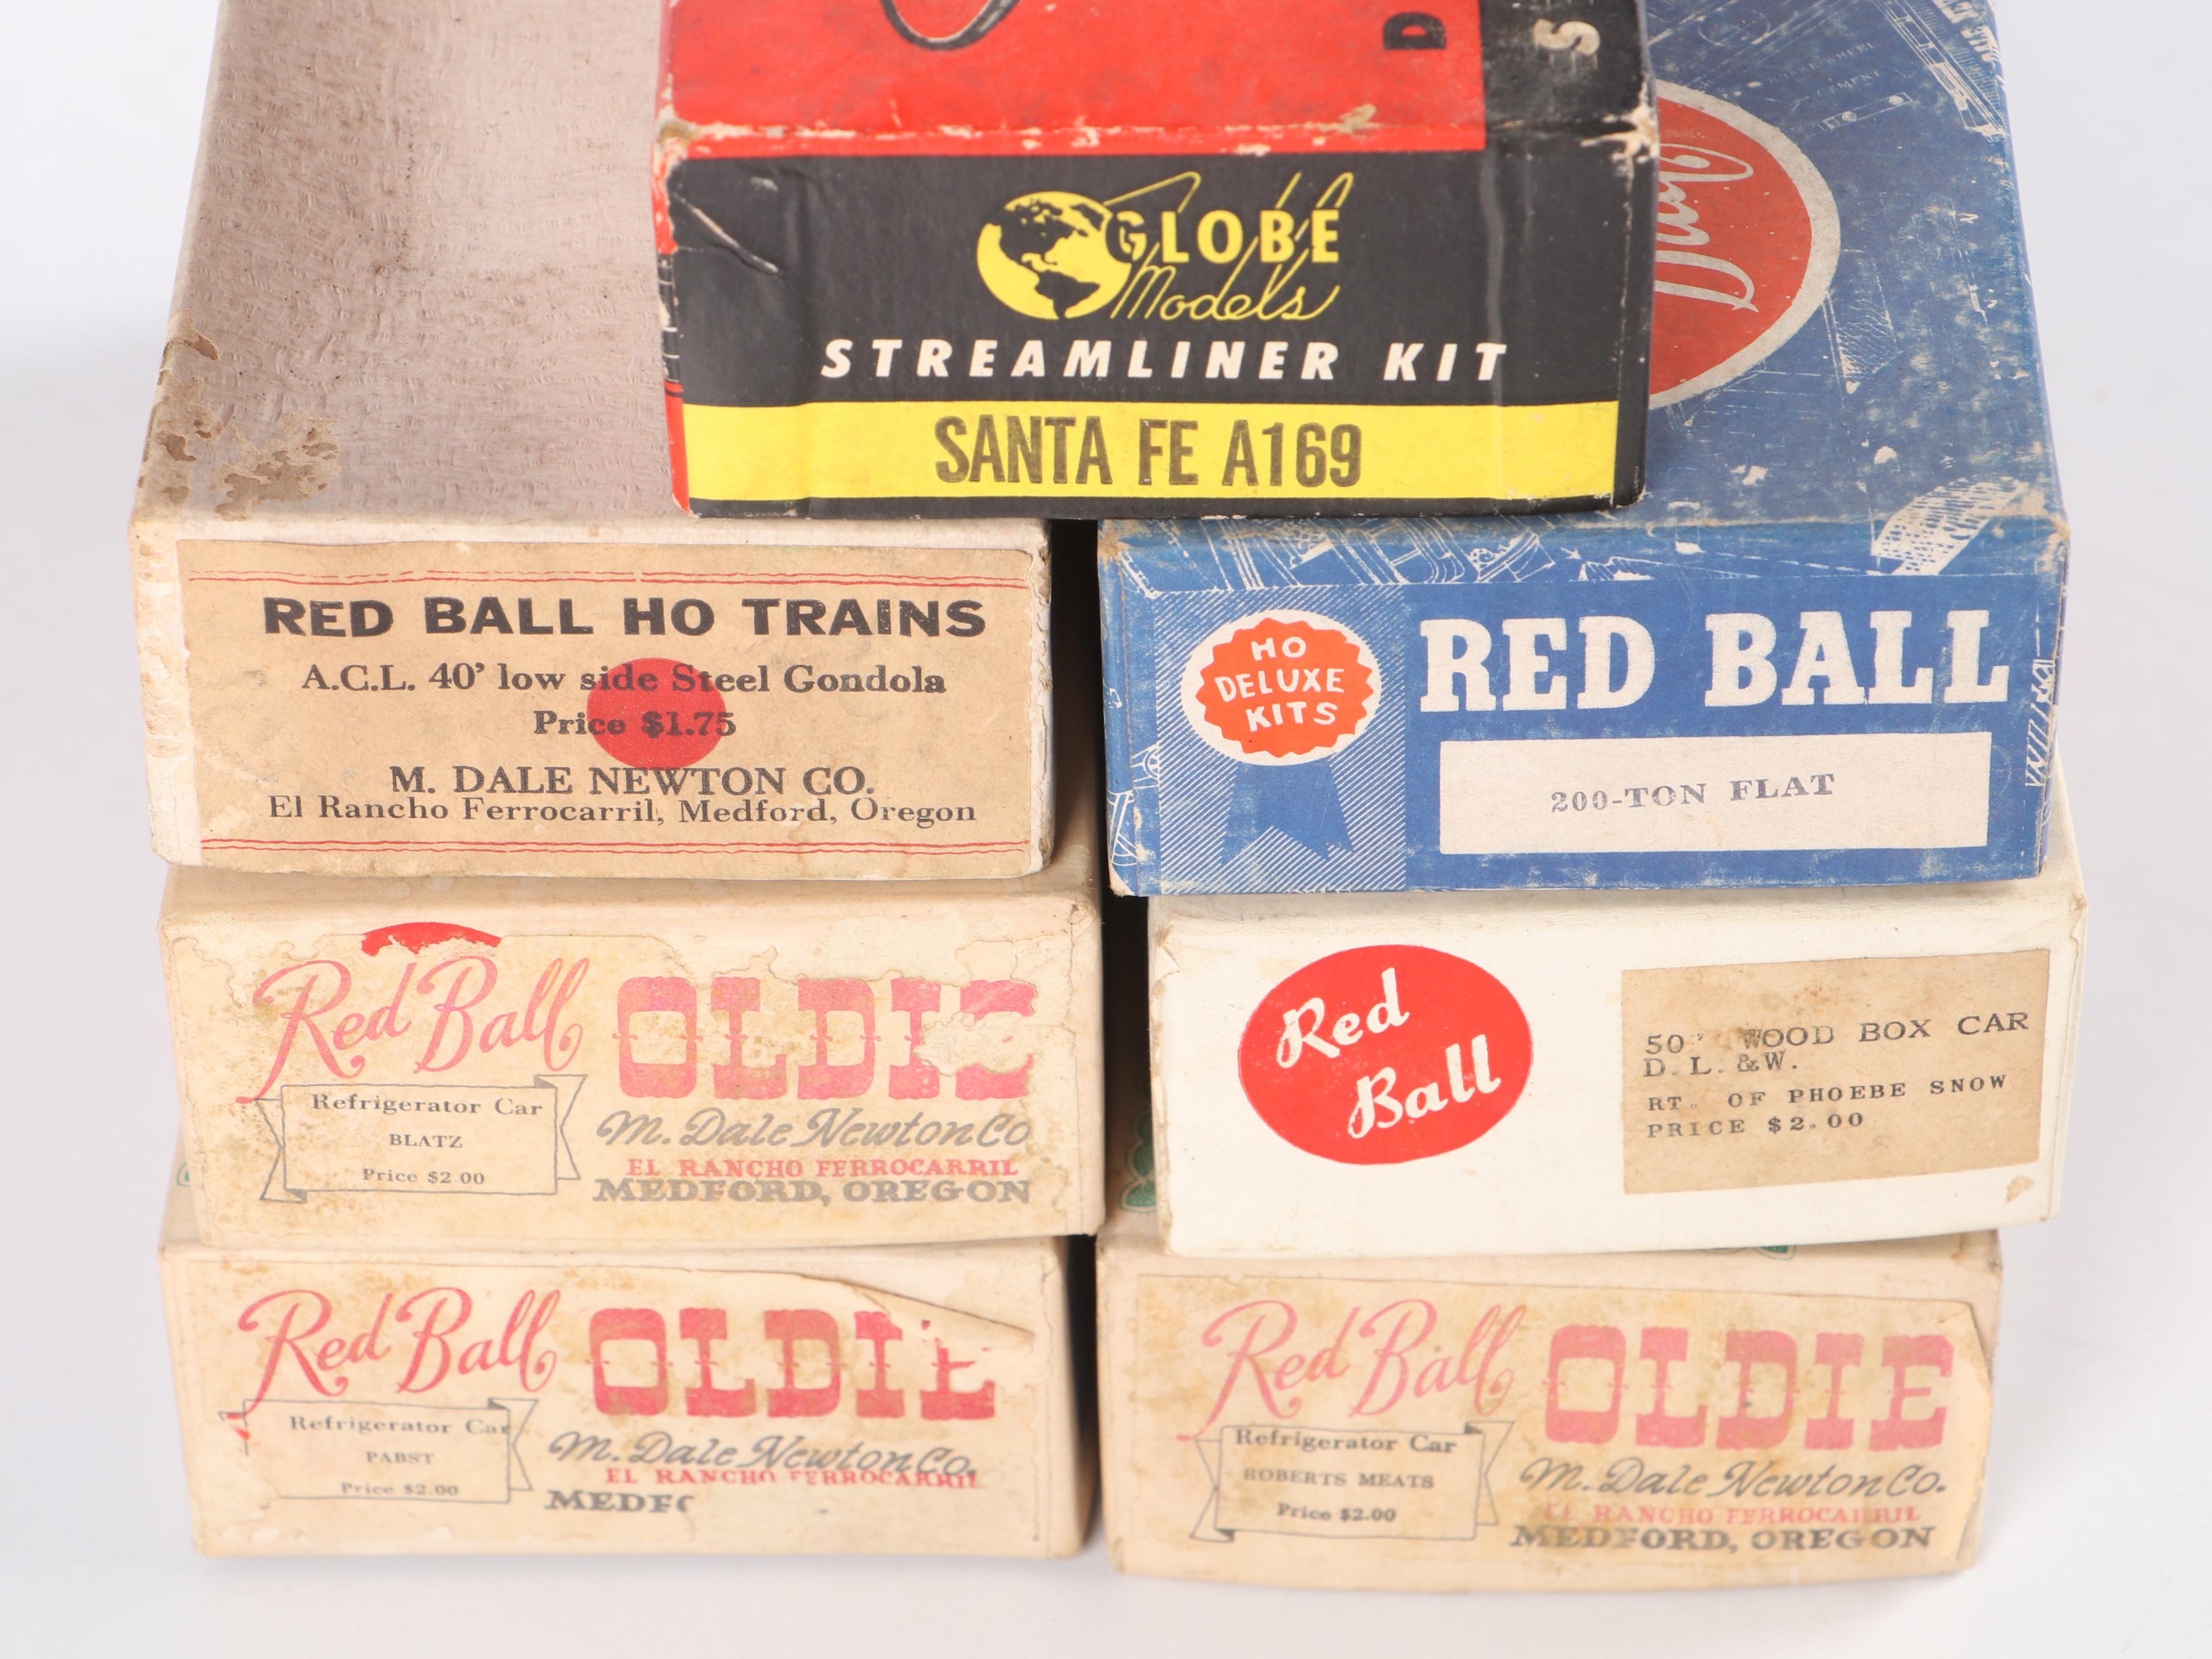 D
S
GLOBE
Models
STREAMLINER KIT
SANTA FE A169
RED BALL HO TRAINS
A.C.L. 40' low side Steel Gondola
Price $1.75
M. DALE NEWTON CO.
El Rancho Ferrocarril, Medford, Oregon
HO
DELUXE
KITS
RED BALL
200-TON FLAT
Red Ball OLDIE
Refrigerator Car
BLATZ
Price $2.00
M. Dale Newton Co
EL RANCHO FERROCARRIL
MEDFORD, OREGON
Red
Ball
50' WOOD BOX CAR
D. L. &W.
RT. OF PHOEBE SNOW
PRICE $2.00
Red Ball OLDIE
Refrigerator Car
PABST
Price $2.00
M. Dale Newton Co.
EL RANCHO FERROCARRIL
MEDFO
Red Ball OLDIE
Refrigerator Car
ROBERTS MEATS
Price $2.00
M. Dale Newton Co.
EL RANCHO FERROCARRIL
MEDFORD, OREGON